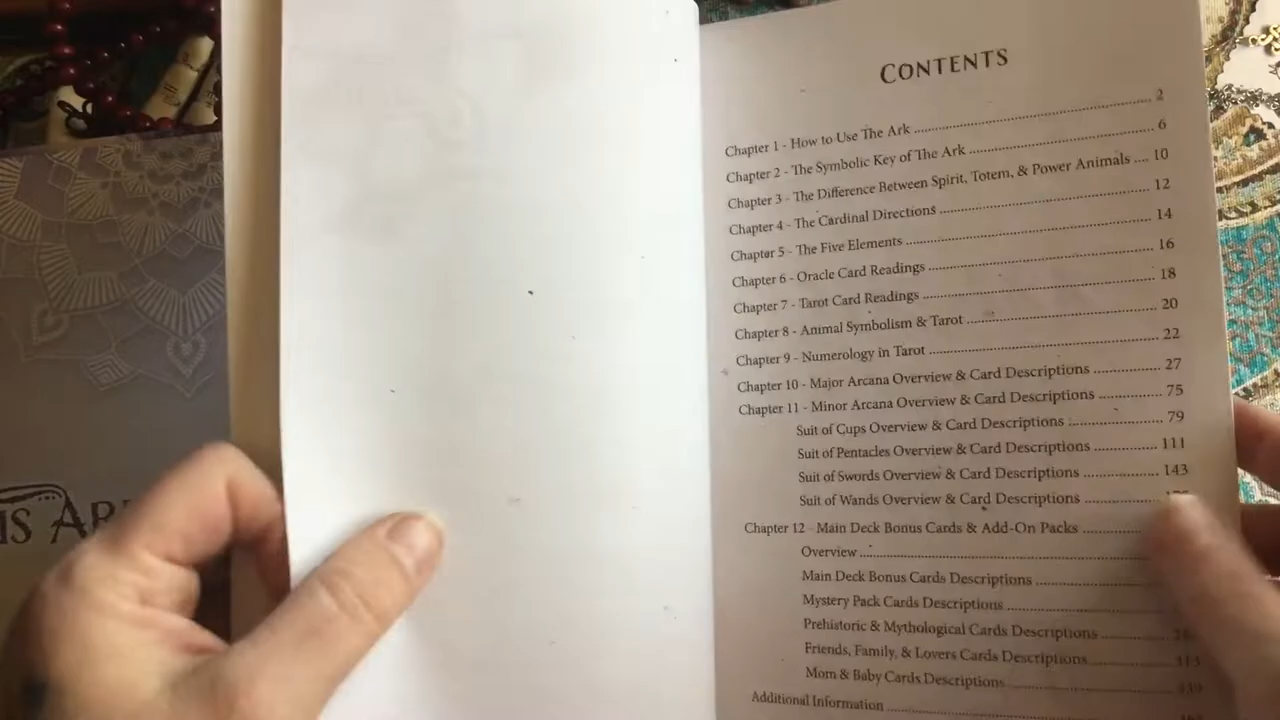 CONTENTS
Chapter 1 - How to Use The Ark ........ 2
Chapter 2 - The Symbolic Key of The Ark ........ 6
Chapter 3 - The Difference Between Spirit, Totem, & Power Animals .... 10
Chapter 4 - The Cardinal Directions ........ 12
Chapter 5 - The Five Elements ........ 14
Chapter 6 - Oracle Card Readings ........ 16
Chapter 7 - Tarot Card Readings ........ 18
Chapter 8 - Animal Symbolism & Tarot ........ 20
Chapter 9 - Numerology in Tarot ........ 22
Chapter 10 - Major Arcana Overview & Card Descriptions ........ 27
Chapter 11 - Minor Arcana Overview & Card Descriptions ........ 75
Suit of Cups Overview & Card Descriptions ........ 79
Suit of Pentacles Overview & Card Descriptions ........ 111
Suit of Swords Overview & Card Descriptions ........ 143
Suit of Wands Overview & Card Descriptions ........
Chapter 12 - Main Deck Bonus Cards & Add-On Packs ........
Overview ........
Main Deck Bonus Cards Descriptions ........
Mystery Pack Cards Descriptions ........
Prehistoric & Mythological Cards Descriptions ........
Friends, Family, & Lovers Cards Descriptions ........ 313
Mom & Baby Cards Descriptions ........
Additional Information ........